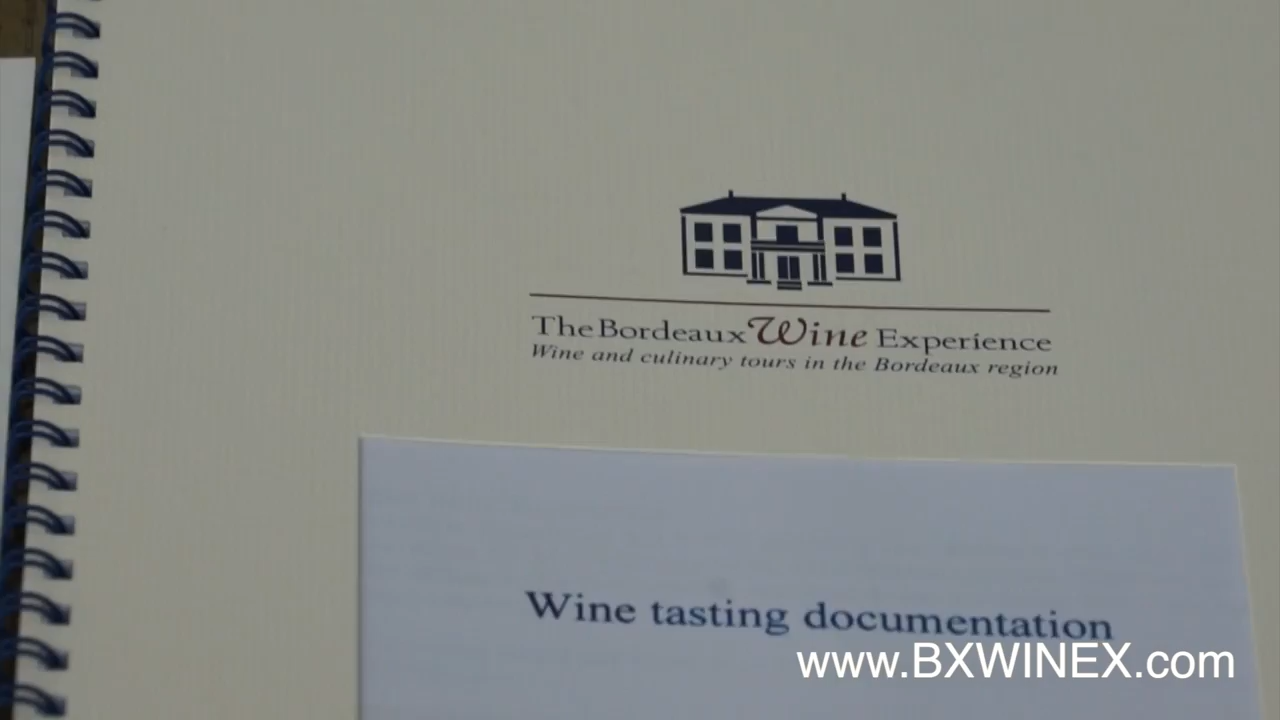 The Bordeaux Wine Experience
Wine and culinary tours in the Bordeaux region
Wine tasting documentation
www.BXWINEX.com